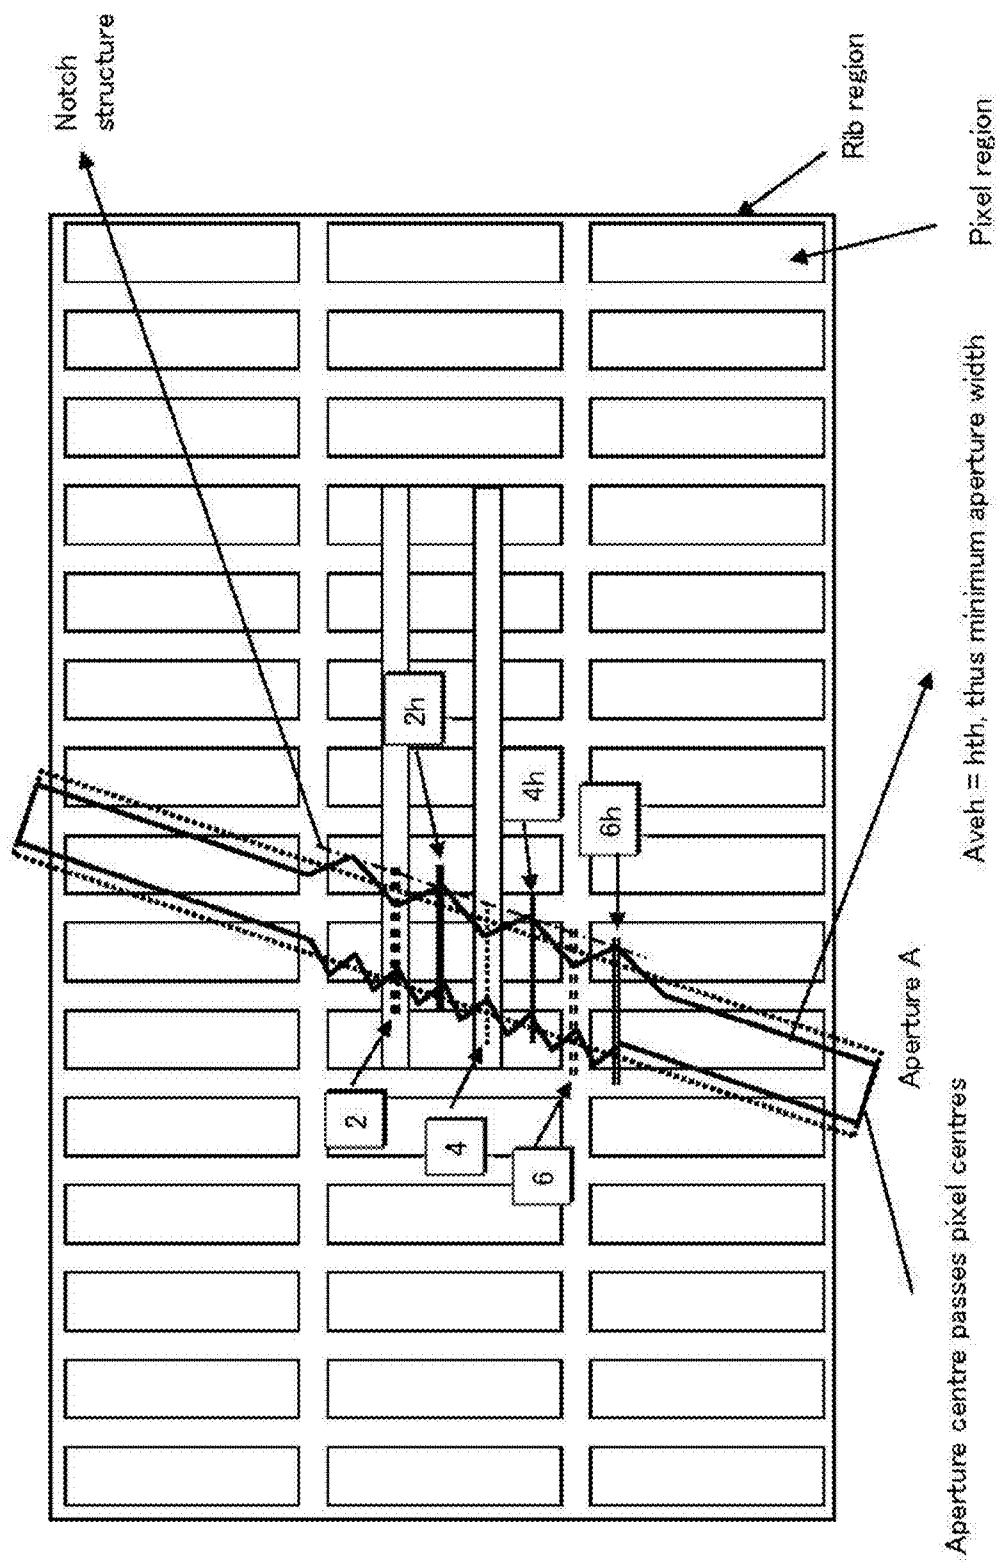 Notch
structure
Rib region
Pixel region
2h
4h
6h
2
4
6
Aveh = hth, thus minimum aperture width
Aperture A
Aperture centre passes pixel centres